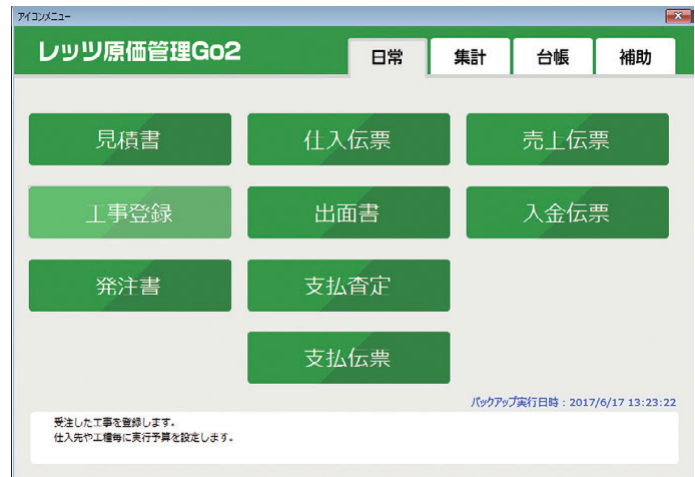 アイコンメニュー
レッツ原価管理Go2
日常 集計 台帳 補助
見積書 仕入伝票 売上伝票
工事登録 出面書 入金伝票
発注書 支払査定
支払伝票
バックアップ実行日時：2017/6/17 13:23:22
受注した工事を登録します。
仕入先や工種毎に実行予算を設定します。